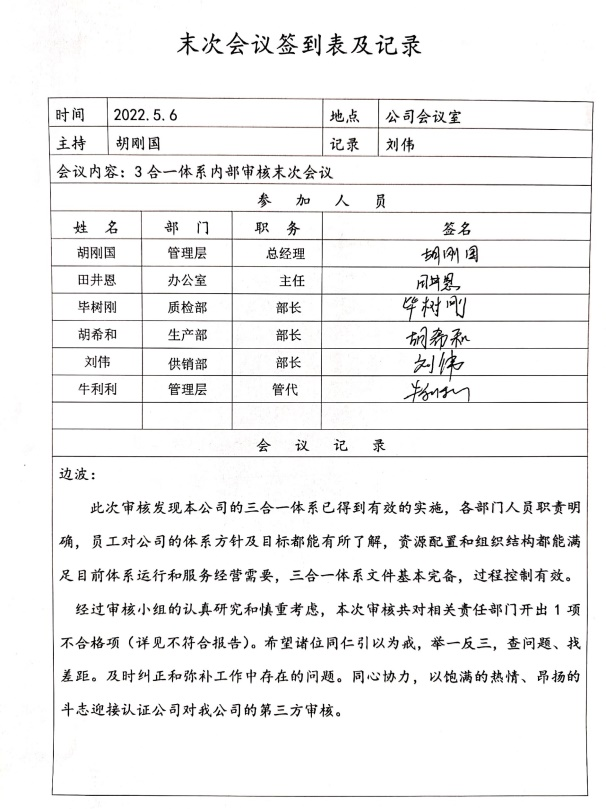 末次会议签到表及记录
时间 2022.5.6 地点 公司会议室
主持 胡刚国 记录 刘伟
会议内容：3合一体系内部审核末次会议
参 加 人 员
姓 名 部 门 职 务 签名
胡刚国 管理层 总经理 胡刚国
田井恩 办公室 主任 田井恩
毕树刚 质检部 部长 毕树刚
胡希和 生产部 部长 胡希和
刘伟 供销部 部长 刘伟
牛利利 管理层 管代 牛利利
会 议 记 录
边波：
此次审核发现本公司的三合一体系已得到有效的实施，各部门人员职责明
确，员工对公司的体系方针及目标都能有所了解，资源配置和组织结构都能满
足目前体系运行和服务经营需要，三合一体系文件基本完备，过程控制有效。
经过审核小组的认真研究和慎重考虑，本次审核共对相关责任部门开出1项
不合格项（详见不符合报告）。希望诸位同仁引以为戒，举一反三，查问题、找
差距。及时纠正和弥补工作中存在的问题。同心协力，以饱满的热情、昂扬的
斗志迎接认证公司对我公司的第三方审核。